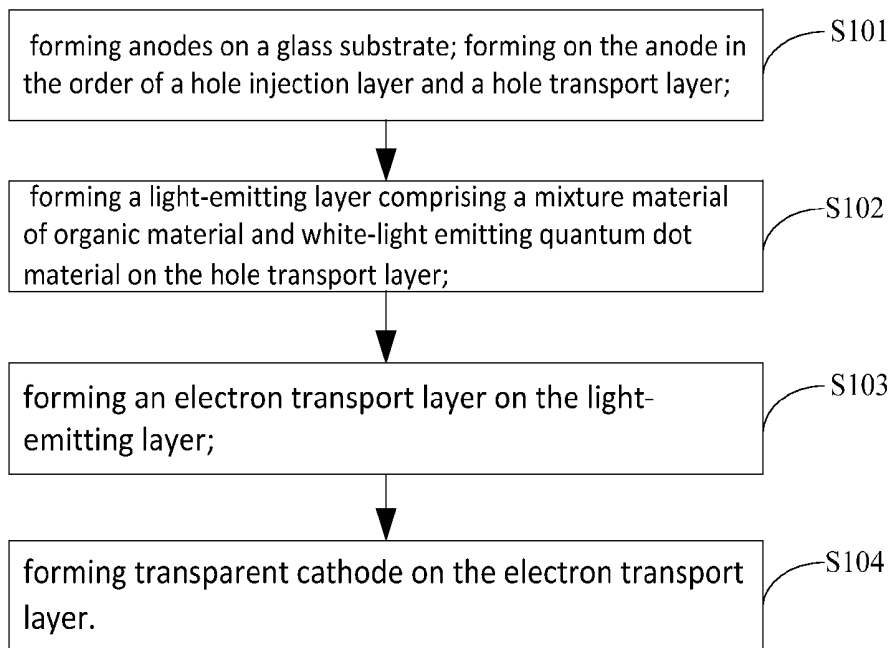 forming anodes on a glass substrate; forming on the anode in
the order of a hole injection layer and a hole transport layer;
S101
forming a light-emitting layer comprising a mixture material
of organic material and white-light emitting quantum dot
material on the hole transport layer;
S102
forming an electron transport layer on the light-
emitting layer;
S103
forming transparent cathode on the electron transport
layer.
S104